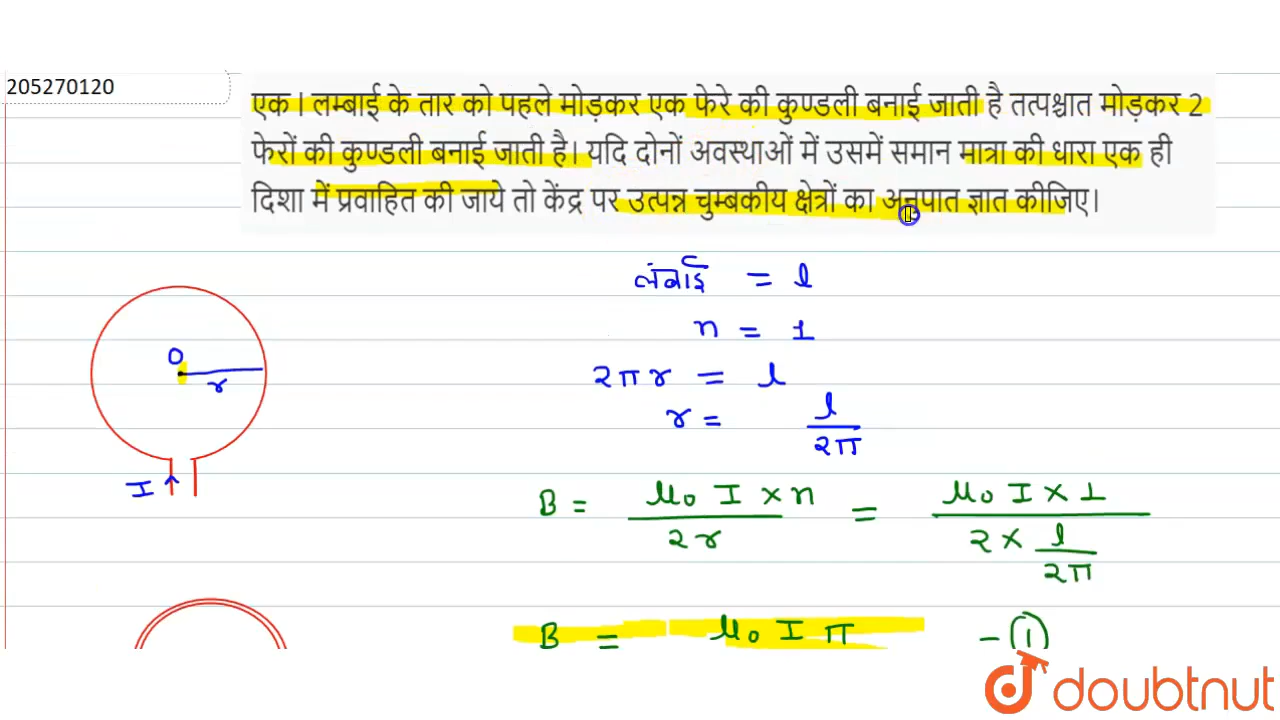 205270120
एक । लम्बाई के तार को पहले मोड़कर एक फेरे की कुण्डली बनाई जाती है तत्पश्चात मोड़कर 2
फेरों की कुण्डली बनाई जाती है। यदि दोनों अवस्थाओं में उसमें समान मात्रा की धारा एक ही
दिशा में प्रवाहित की जाये तो केंद्र पर उत्पन्न चुम्बकीय क्षेत्रों का अनुपात ज्ञात कीजिए।
लंबाई = l
n = 1
O
r
2πr = l
r = l/2π
I
B = μ₀ I × n / 2r = μ₀ I × 1 / 2 × l/2π
B = μ₀ I π - ①
doubtnut